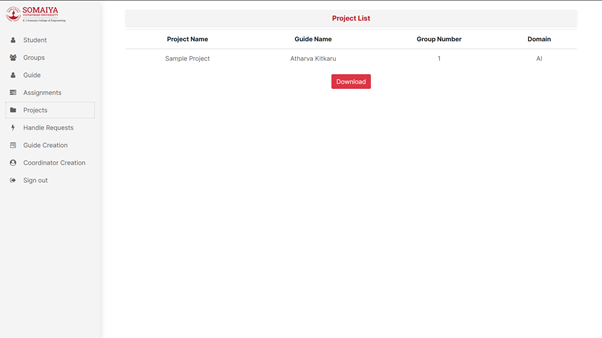 SOMAIYA
VIDYAVIHAR UNIVERSITY
K J Somaiya College of Engineering
Student
Groups
Guide
Assignments
Projects
Handle Requests
Guide Creation
Coordinator Creation
Sign out
Project List
Project Name Guide Name Group Number Domain
Sample Project Atharva Kitkaru 1 AI
Download